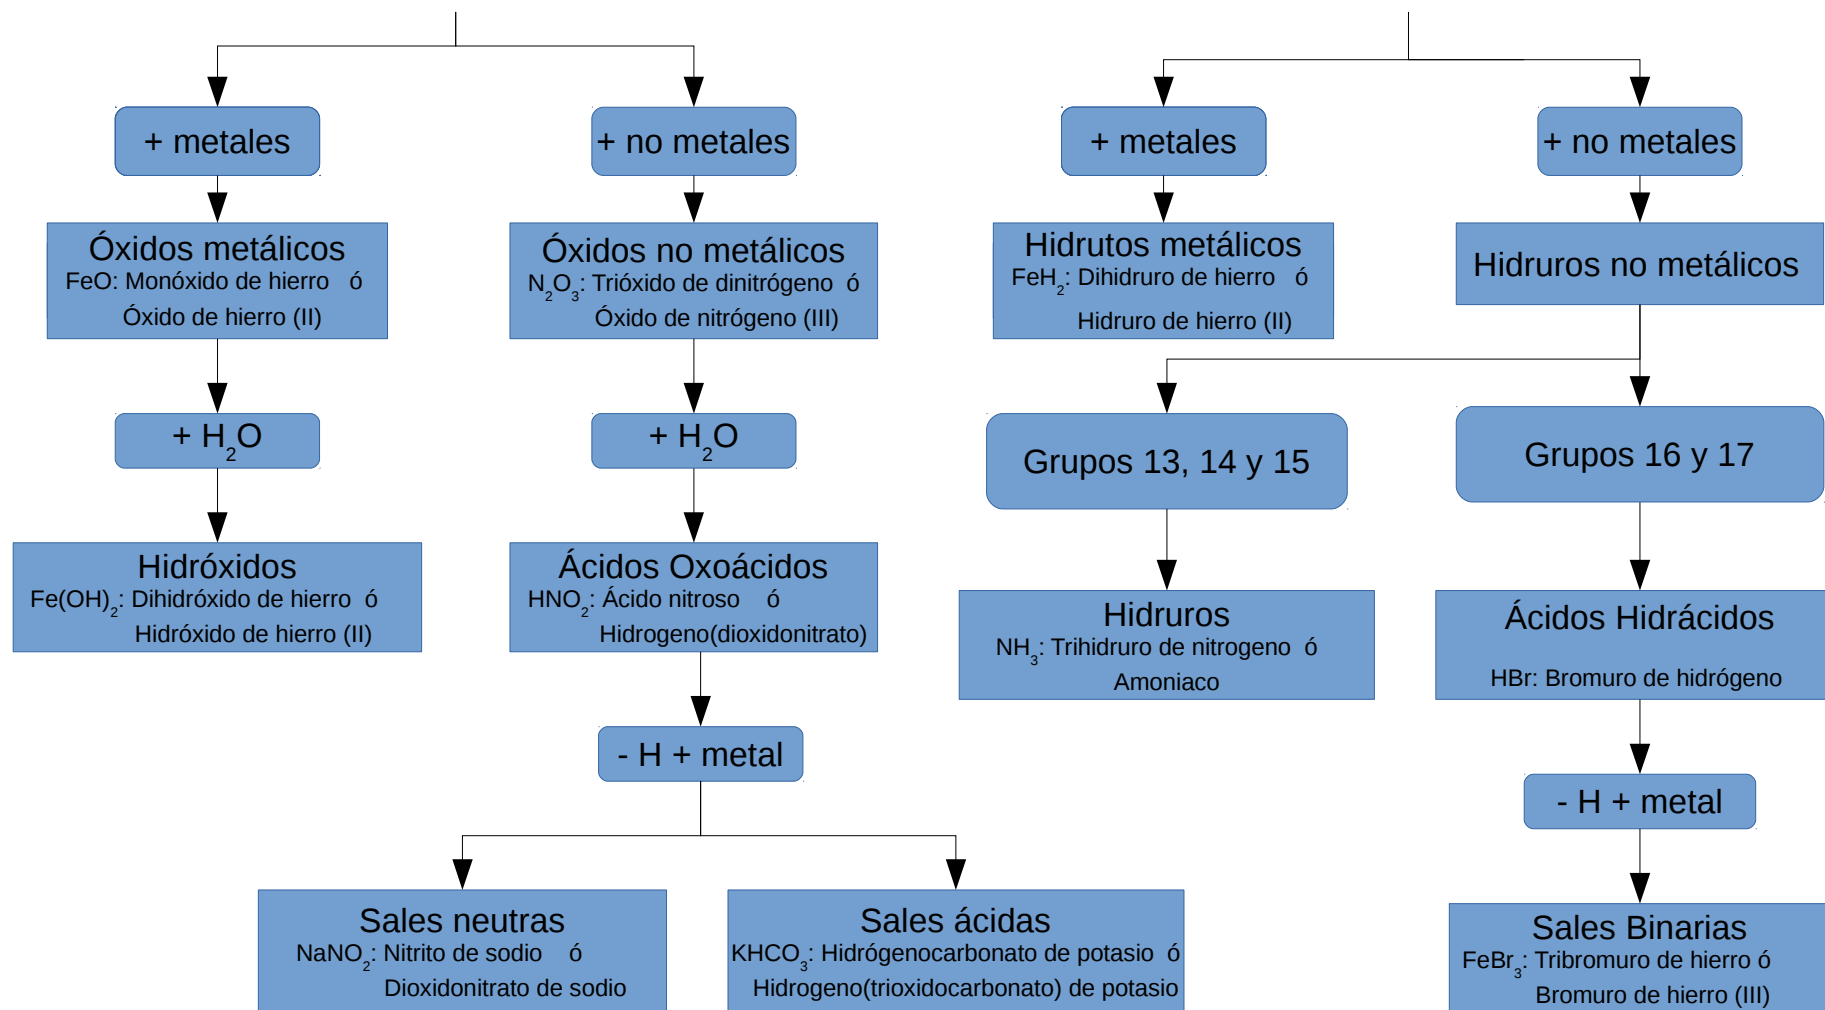 + metales
+ no metales
+ metales
+ no metales
Óxidos metálicos
FeO: Monóxido de hierro ó
Óxido de hierro (II)
Óxidos no metálicos
N₂O₃: Trióxido de dinitrógeno ó
Óxido de nitrógeno (III)
Hidrutos metálicos
FeH₂: Dihidruro de hierro ó
Hidruro de hierro (II)
Hidruros no metálicos
+ H₂O
+ H₂O
Grupos 13, 14 y 15
Grupos 16 y 17
Hidróxidos
Fe(OH)₂: Dihidróxido de hierro ó
Hidróxido de hierro (II)
Ácidos Oxoácidos
HNO₂: Ácido nitroso ó
Hidrogeno(dioxidonitrato)
Hidruros
NH₃: Trihidruro de nitrogeno ó
Amoniaco
Ácidos Hidrácidos
HBr: Bromuro de hidrógeno
- H + metal
- H + metal
Sales neutras
NaNO₂: Nitrito de sodio ó
Dioxidonitrato de sodio
Sales ácidas
KHCO₃: Hidrógenocarbonato de potasio ó
Hidrogeno(trioxidocarbonato) de potasio
Sales Binarias
FeBr₃: Tribromuro de hierro ó
Bromuro de hierro (III)